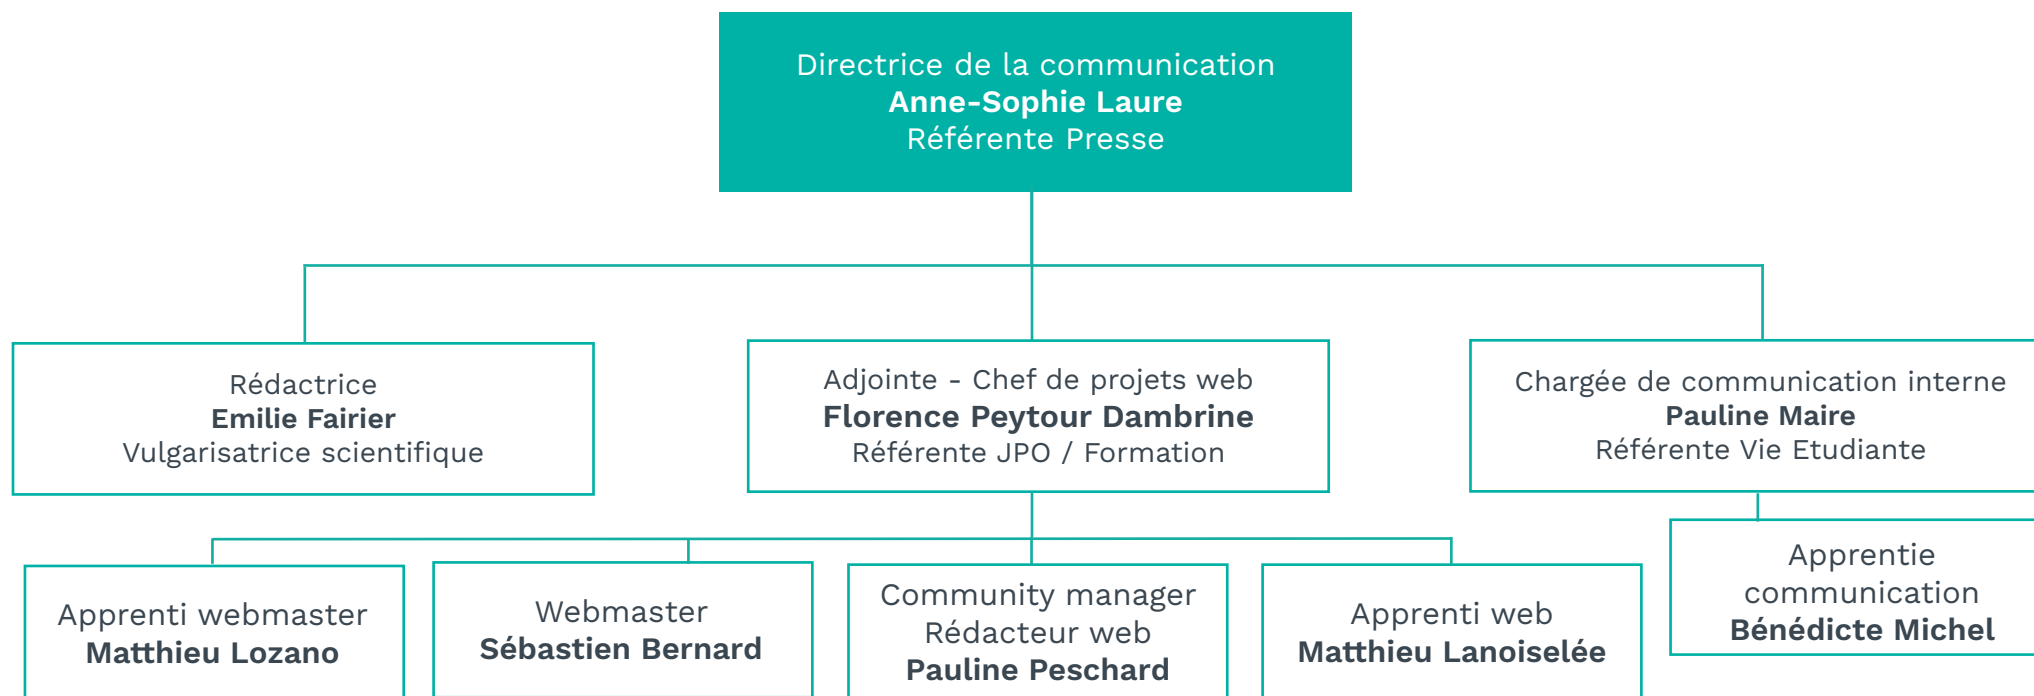 Directrice de la communication
Anne-Sophie Laure
Référente Presse
Rédactrice
Emilie Fairier
Vulgarisatrice scientifique
Adjointe - Chef de projets web
Florence Peytour Dambrine
Référente JPO / Formation
Chargée de communication interne
Pauline Maire
Référente Vie Etudiante
Apprenti webmaster
Matthieu Lozano
Webmaster
Sébastien Bernard
Community manager
Rédacteur web
Pauline Peschard
Apprenti web
Matthieu Lanoiselée
Apprentie
communication
Bénédicte Michel